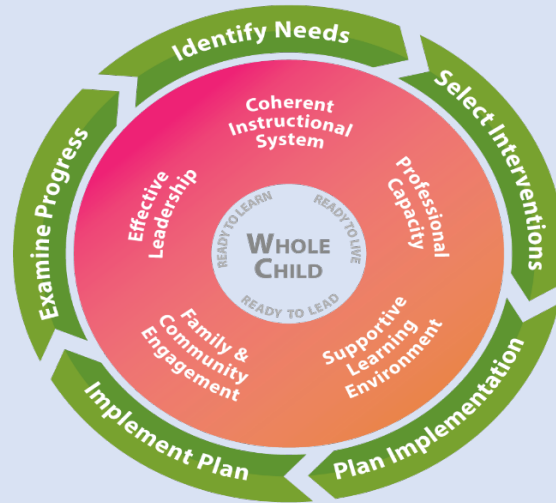 Identify Needs
Select Interventions
Plan Implementation
Implement Plan
Examine Progress
Coherent
Instructional
System
Professional
Capacity
Supportive
Learning
Environment
Family &
Community
Engagement
Effective
Leadership
READY TO LEARN
READY TO LIVE
READY TO LEAD
WHOLE
CHILD